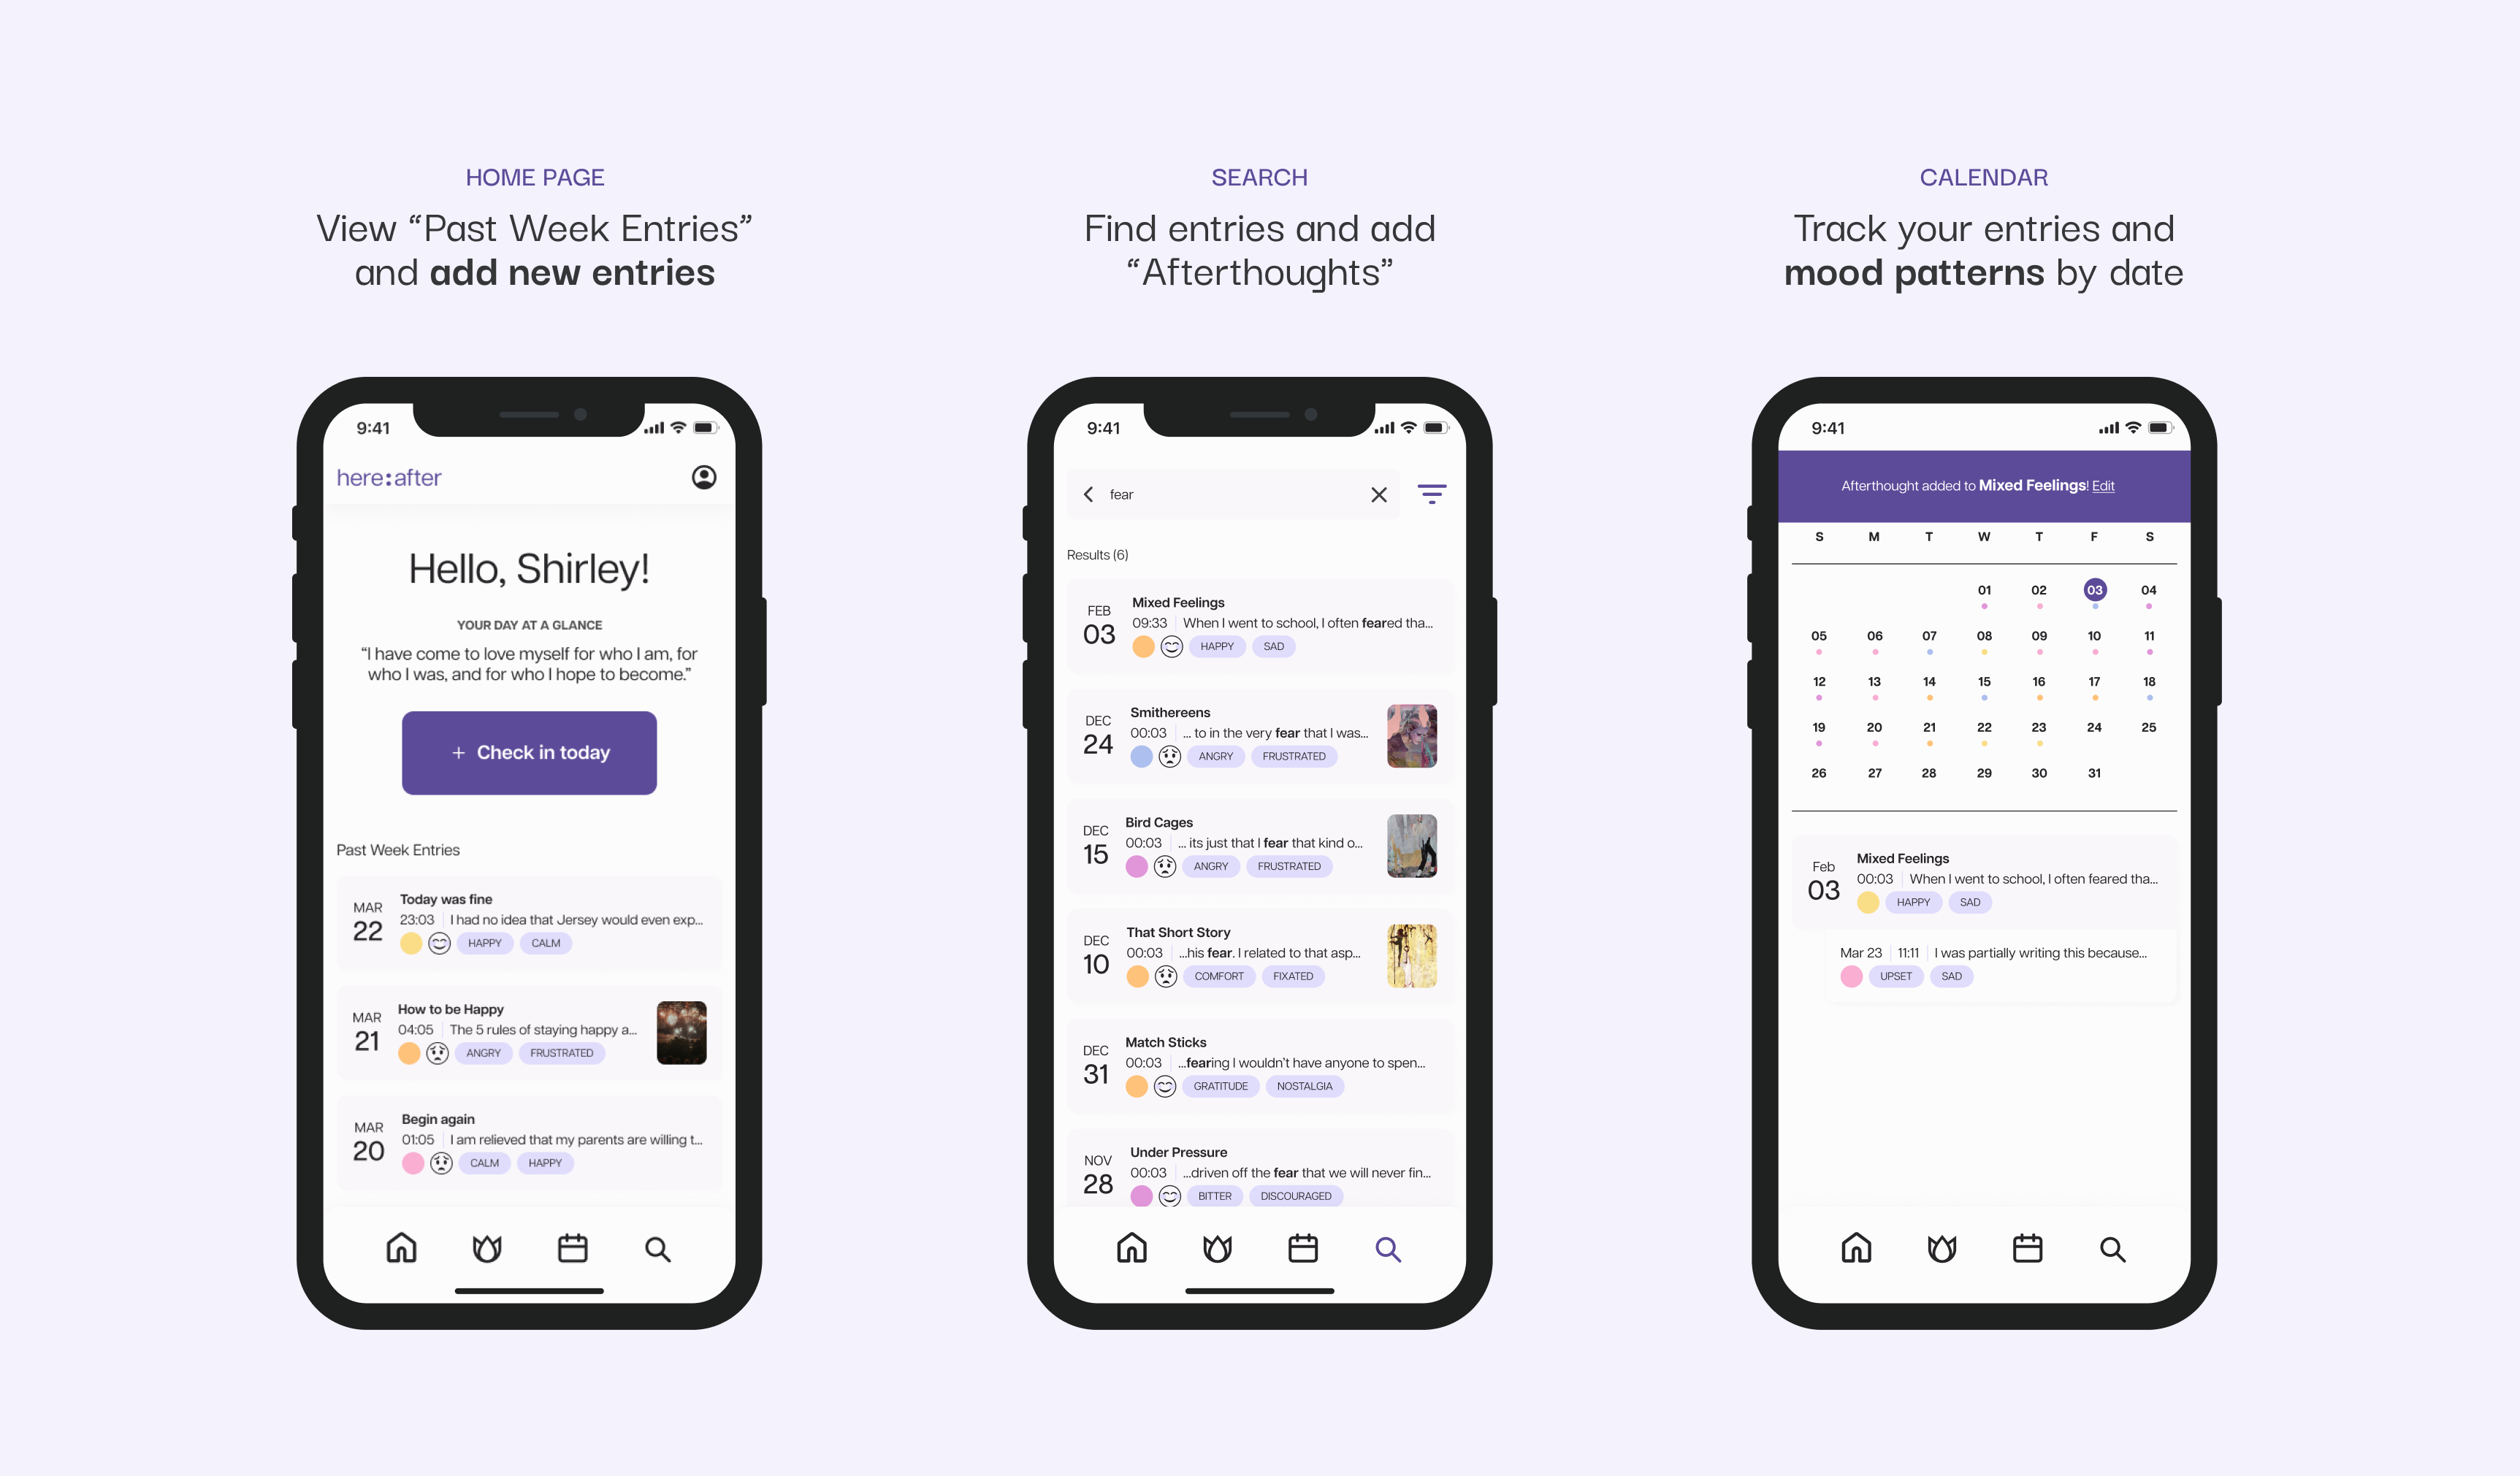 HOME PAGE
View “Past Week Entries”
and add new entries
9:41
here:after
Hello, Shirley!
YOUR DAY AT A GLANCE
“I have come to love myself for who I am, for
who I was, and for who I hope to become.”
+ Check in today
Past Week Entries
MAR
22
Today was fine
23:03 I had no idea that Jersey would even exp...
HAPPY CALM
MAR
21
How to be Happy
04:05 The 5 rules of staying happy a...
ANGRY FRUSTRATED
MAR
20
Begin again
01:05 I am relieved that my parents are willing t...
CALM HAPPY
SEARCH
Find entries and add
“Afterthoughts”
9:41
fear
Results (6)
FEB
03
Mixed Feelings
09:33 When I went to school, I often feared tha...
HAPPY SAD
DEC
24
Smithereens
00:03 ... to in the very fear that I was...
ANGRY FRUSTRATED
DEC
15
Bird Cages
00:03 ... its just that I fear that kind o...
ANGRY FRUSTRATED
DEC
10
That Short Story
00:03 ...his fear. I related to that asp...
COMFORT FIXATED
DEC
31
Match Sticks
00:03 ...fearing I wouldn’t have anyone to spen...
GRATITUDE NOSTALGIA
NOV
28
Under Pressure
00:03 ...driven off the fear that we will never fin...
BITTER DISCOURAGED
CALENDAR
Track your entries and
mood patterns by date
9:41
Afterthought added to Mixed Feelings! Edit
S M T W T F S
01 02 03 04
05 06 07 08 09 10 11
12 13 14 15 16 17 18
19 20 21 22 23 24 25
26 27 28 29 30 31
Feb
03
Mixed Feelings
00:03 When I went to school, I often feared tha...
HAPPY SAD
Mar 23 11:11 I was partially writing this because...
UPSET SAD